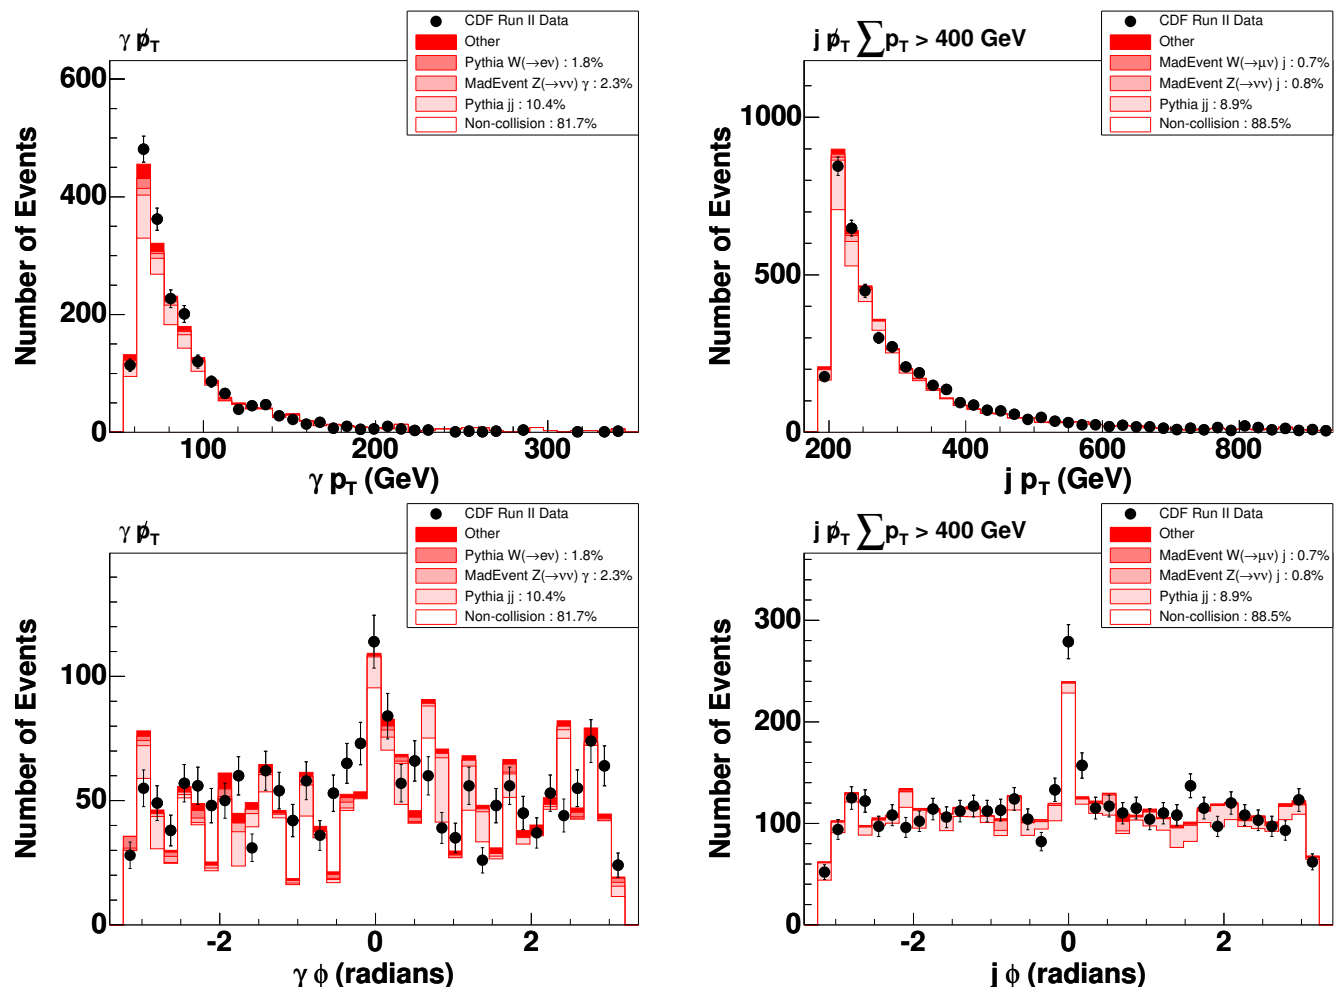 γ p̸T
CDF Run II Data
Other
Pythia W(→eν) : 1.8%
MadEvent Z(→νν) γ : 2.3%
Pythia jj : 10.4%
Non-collision : 81.7%
Number of Events
600
400
200
0
100
200
300
γ pT (GeV)
j p̸T ∑pT > 400 GeV
CDF Run II Data
Other
MadEvent W(→μν) j : 0.7%
MadEvent Z(→νν) j : 0.8%
Pythia jj : 8.9%
Non-collision : 88.5%
Number of Events
1000
500
0
200
400
600
800
j pT (GeV)
γ p̸T
CDF Run II Data
Other
Pythia W(→eν) : 1.8%
MadEvent Z(→νν) γ : 2.3%
Pythia jj : 10.4%
Non-collision : 81.7%
Number of Events
100
50
0
-2
0
2
γ ϕ (radians)
j p̸T ∑pT > 400 GeV
CDF Run II Data
Other
MadEvent W(→μν) j : 0.7%
MadEvent Z(→νν) j : 0.8%
Pythia jj : 8.9%
Non-collision : 88.5%
Number of Events
300
200
100
0
-2
0
2
j ϕ (radians)